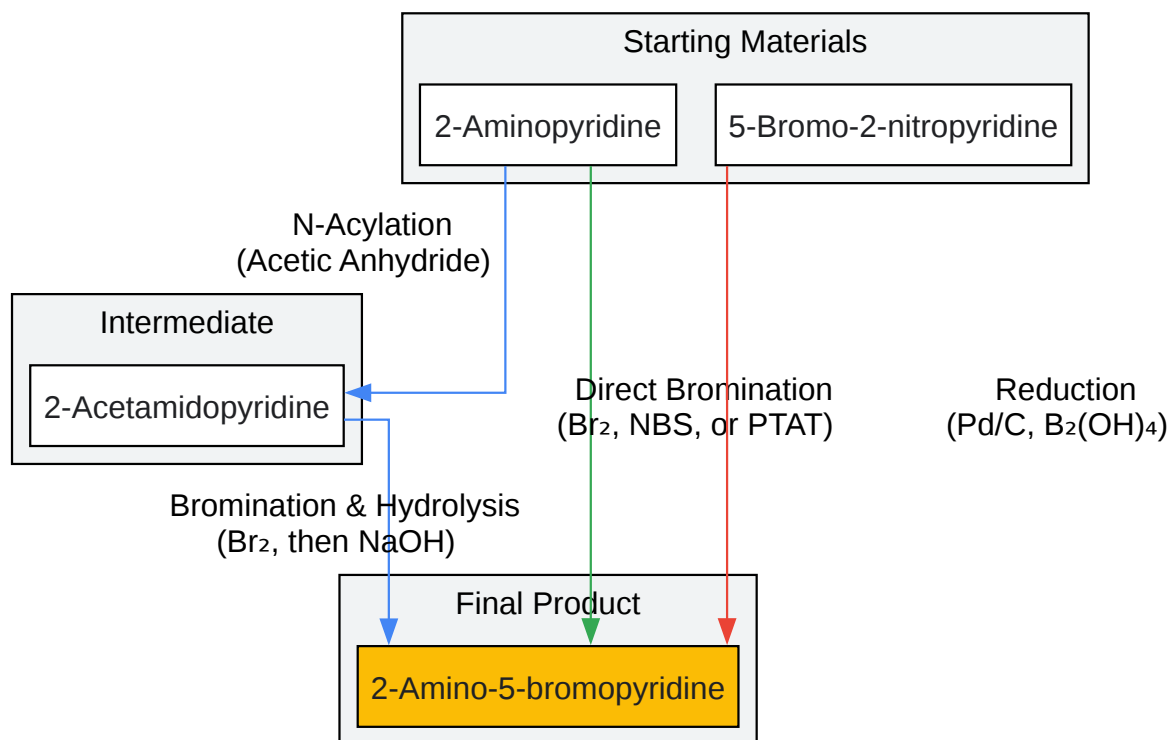 Starting Materials
2-Aminopyridine
5-Bromo-2-nitropyridine
N-Acylation
(Acetic Anhydride)
Intermediate
2-Acetamidopyridine
Direct Bromination
(Br₂, NBS, or PTAT)
Reduction
(Pd/C, B₂(OH)₄)
Bromination & Hydrolysis
(Br₂, then NaOH)
Final Product
2-Amino-5-bromopyridine